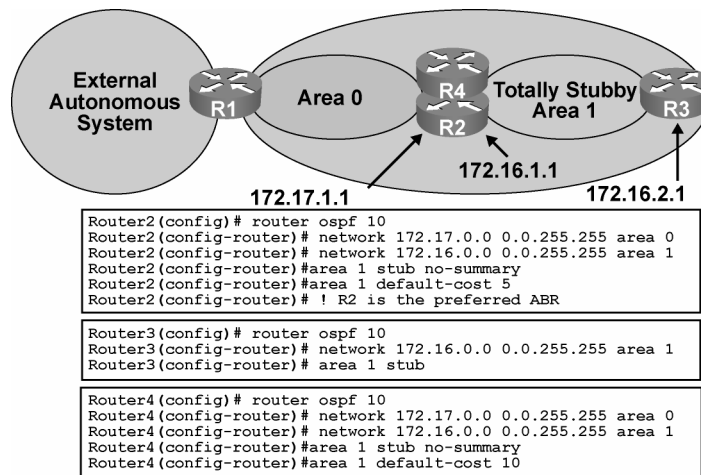 External
Autonomous
System
R1
Area 0
R4
R2
Totally Stubby
Area 1
R3
172.16.1.1
172.17.1.1
172.16.2.1
Router2(config)# router ospf 10
Router2(config-router)# network 172.17.0.0 0.0.255.255 area 0
Router2(config-router)# network 172.16.0.0 0.0.255.255 area 1
Router2(config-router)#area 1 stub no-summary
Router2(config-router)#area 1 default-cost 5
Router2(config-router)# ! R2 is the preferred ABR
Router3(config)# router ospf 10
Router3(config-router)# network 172.16.0.0 0.0.255.255 area 1
Router3(config-router)# area 1 stub
Router4(config)# router ospf 10
Router4(config-router)# network 172.17.0.0 0.0.255.255 area 0
Router4(config-router)# network 172.16.0.0 0.0.255.255 area 1
Router4(config-router)#area 1 stub no-summary
Router4(config-router)#area 1 default-cost 10